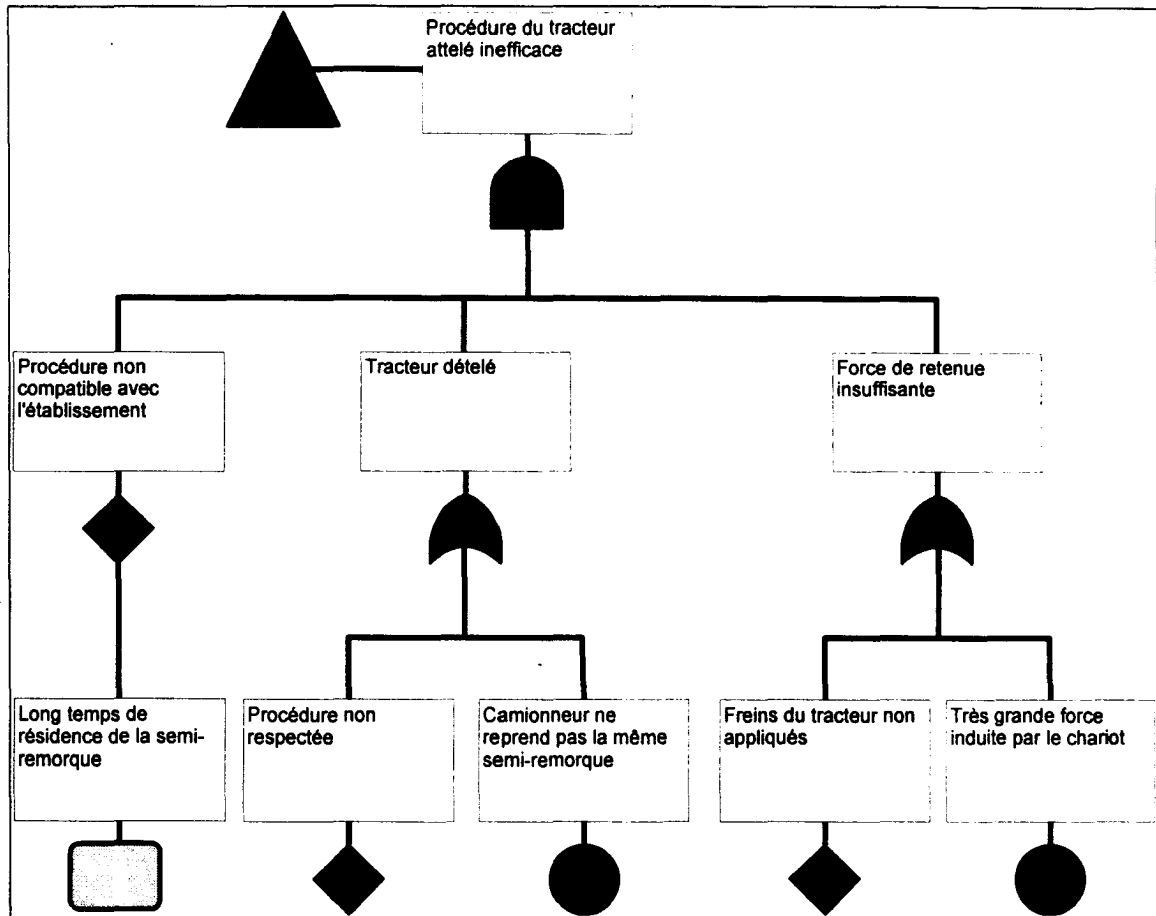 Procédure du tracteur
attelé inefficace
Procédure non
compatible avec
l'établissement
Tracteur dételé
Force de retenue
insuffisante
Long temps de
résidence de la semi-
remorque
Procédure non
respectée
Camionneur ne
reprend pas la même
semi-remorque
Freins du tracteur non
appliqués
Très grande force
induite par le chariot